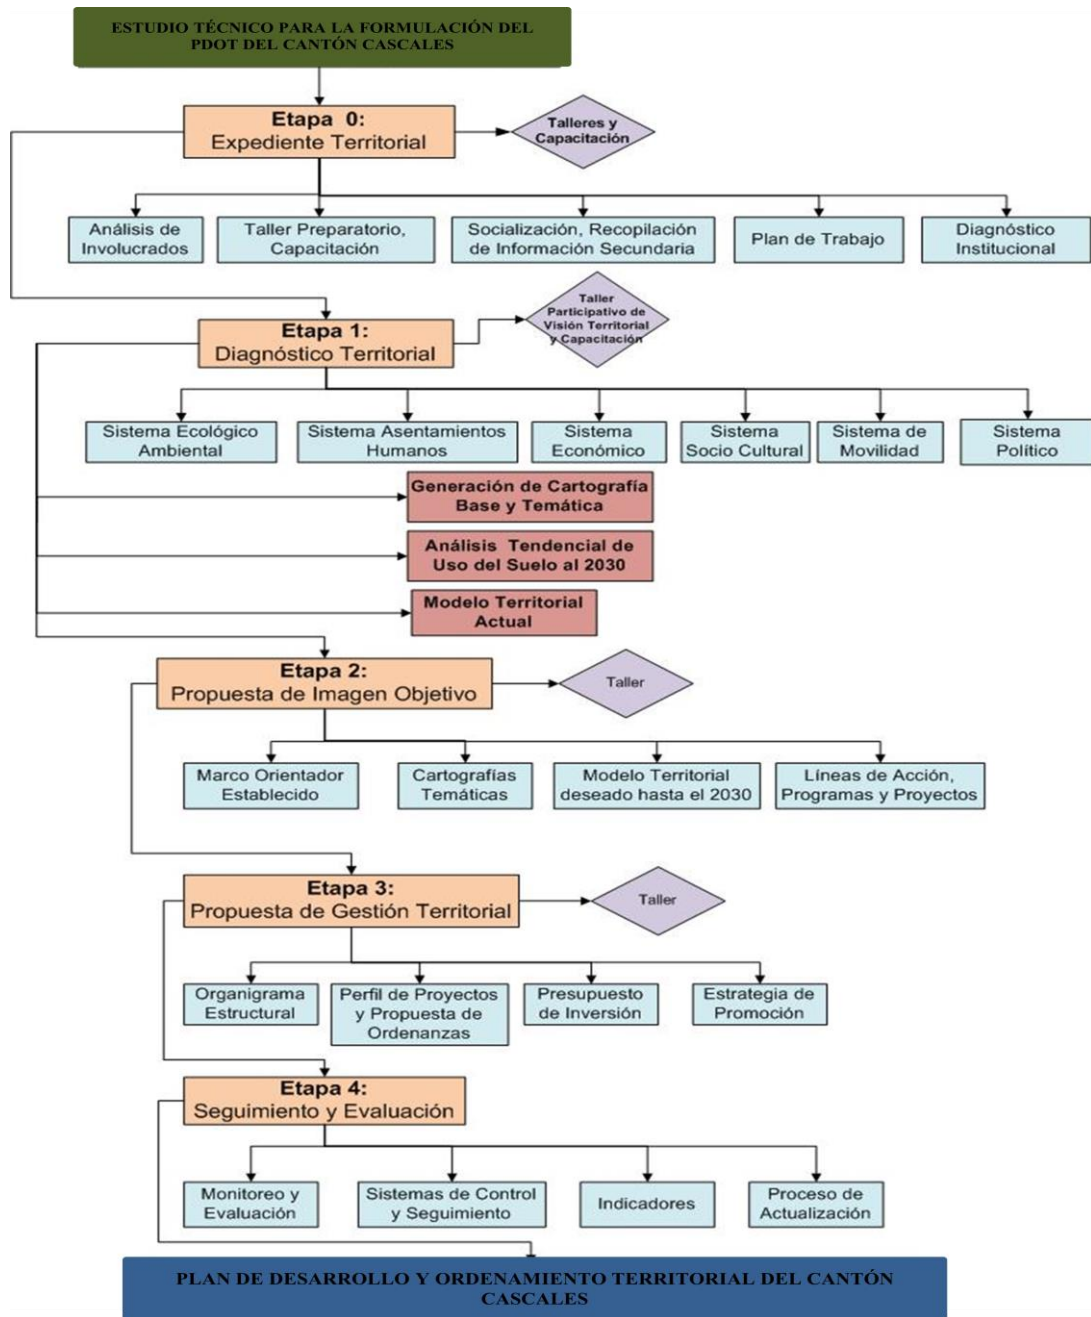 ESTUDIO TÉCNICO PARA LA FORMULACIÓN DEL
PDOT DEL CANTÓN CASCALES
Etapa 0:
Expediente Territorial
Talleres y
Capacitación
Análisis de
Involucrados
Taller Preparatorio,
Capacitación
Socialización, Recopilación
de Información Secundaria
Plan de Trabajo
Diagnóstico
Institucional
Etapa 1:
Diagnóstico Territorial
Taller
Participativo de
Visión Territorial
y Capacitación
Sistema Ecológico
Ambiental
Sistema Asentamientos
Humanos
Sistema
Económico
Sistema
Socio Cultural
Sistema de
Movilidad
Sistema
Político
Generación de Cartografía
Base y Temática
Análisis Tendencial de
Uso del Suelo al 2030
Modelo Territorial
Actual
Etapa 2:
Propuesta de Imagen Objetivo
Taller
Marco Orientador
Establecido
Cartografías
Temáticas
Modelo Territorial
deseado hasta el 2030
Líneas de Acción,
Programas y Proyectos
Etapa 3:
Propuesta de Gestión Territorial
Taller
Organigrama
Estructural
Perfil de Proyectos
y Propuesta de
Ordenanzas
Presupuesto
de Inversión
Estrategia de
Promoción
Etapa 4:
Seguimiento y Evaluación
Monitoreo y
Evaluación
Sistemas de Control
y Seguimiento
Indicadores
Proceso de
Actualización
PLAN DE DESARROLLO Y ORDENAMIENTO TERRITORIAL DEL CANTÓN
CASCALES